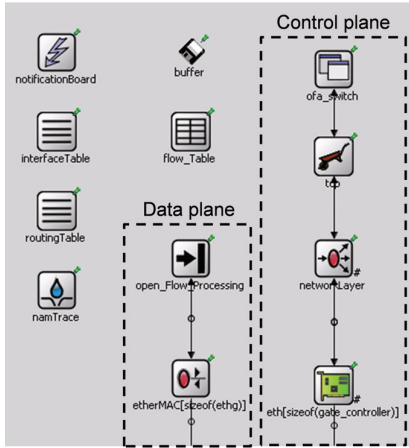 Control plane
notificationBoard
buffer
ofa_switch
interfaceTable
flow_Table
tcp
routingTable
Data plane
namTrace
open_Flow_Processing
networkLayer
#
etherMAC[sizeof(ethg)]
eth[sizeof(gate_controller)]
#